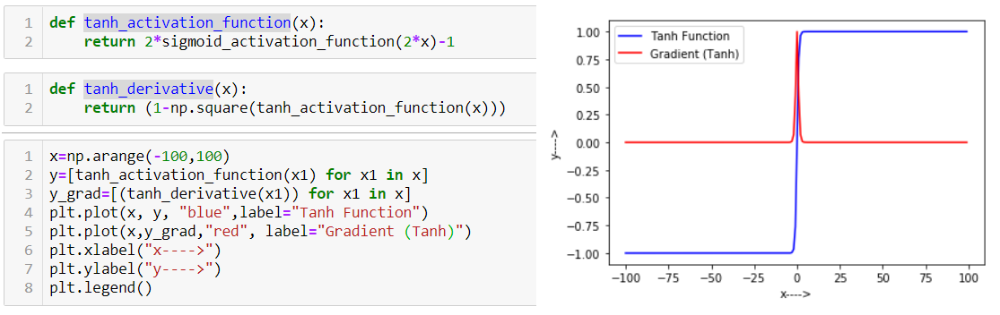 1 def tanh_activation_function(x):
2 return 2*sigmoid_activation_function(2*x)-1
1 def tanh_derivative(x):
2 return (1-np.square(tanh_activation_function(x)))
1 x=np.arange(-100,100)
2 y=[tanh_activation_function(x1) for x1 in x]
3 y_grad=[(tanh_derivative(x1)) for x1 in x]
4 plt.plot(x, y, "blue",label="Tanh Function")
5 plt.plot(x,y_grad,"red", label="Gradient (Tanh)")
6 plt.xlabel("x---->")
7 plt.ylabel("y---->")
8 plt.legend()
Tanh Function
Gradient (Tanh)
1.00
0.75
0.50
0.25
0.00
−0.25
−0.50
−0.75
−1.00
y---->
−100 −75 −50 −25 0 25 50 75 100
x---->